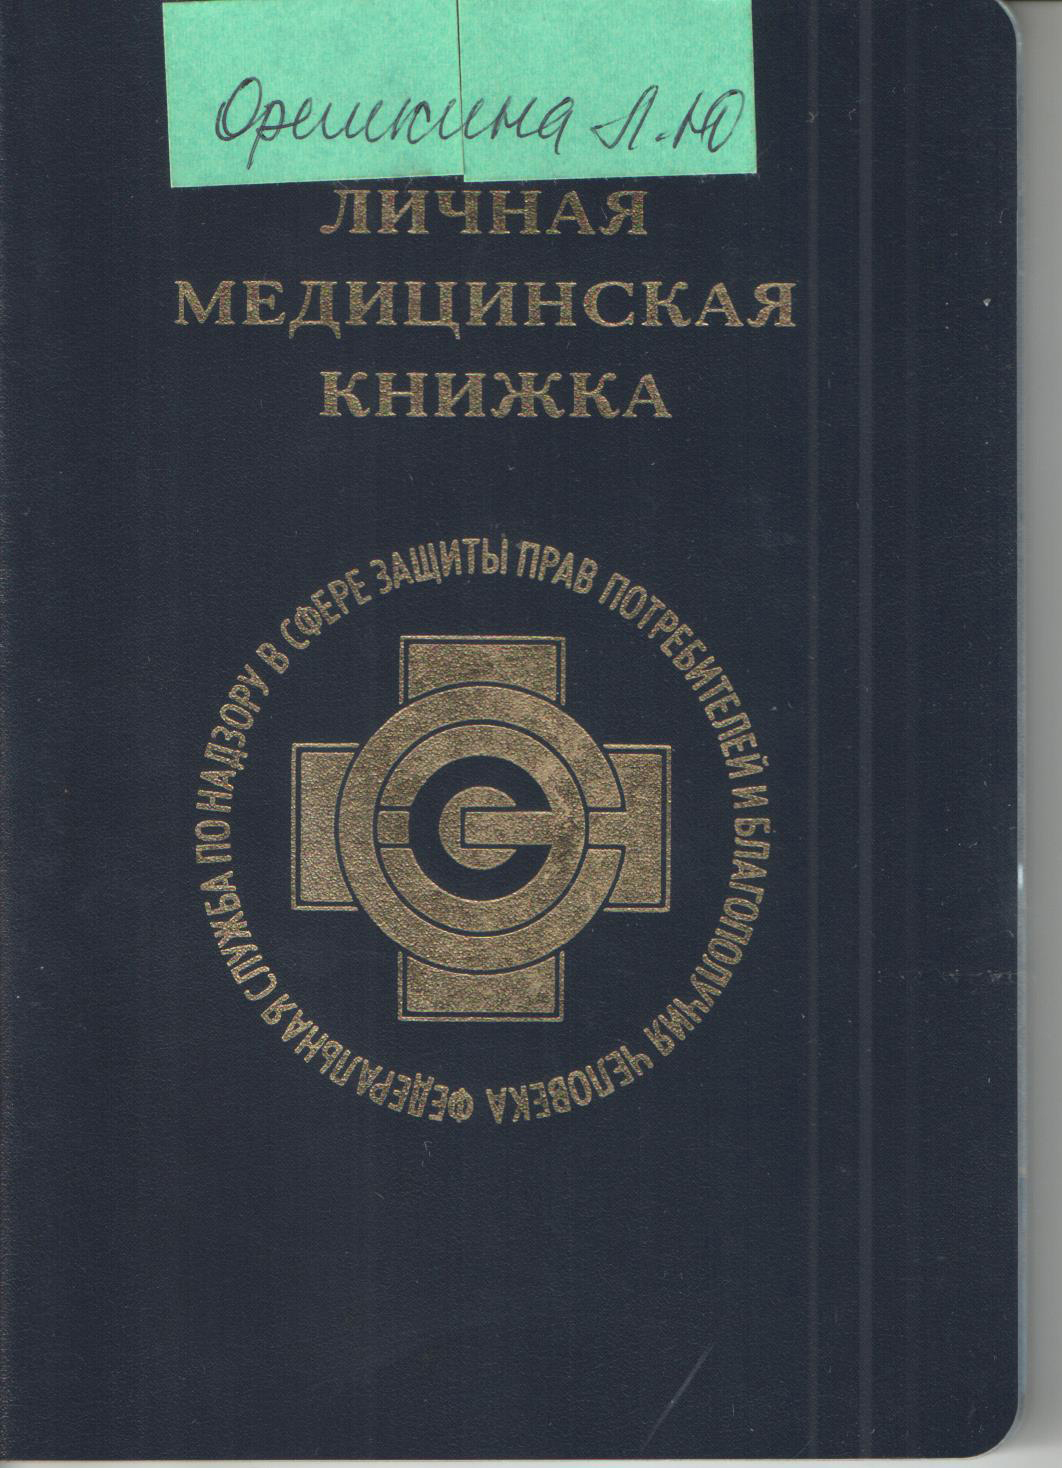 Орешкина Л.Ю
ЛИЧНАЯ
МЕДИЦИНСКАЯ
КНИЖКА
ФЕДЕРАЛЬНАЯ СЛУЖБА ПО НАДЗОРУ В СФЕРЕ ЗАЩИТЫ ПРАВ ПОТРЕБИТЕЛЕЙ И БЛАГОПОЛУЧИЯ ЧЕЛОВЕКА